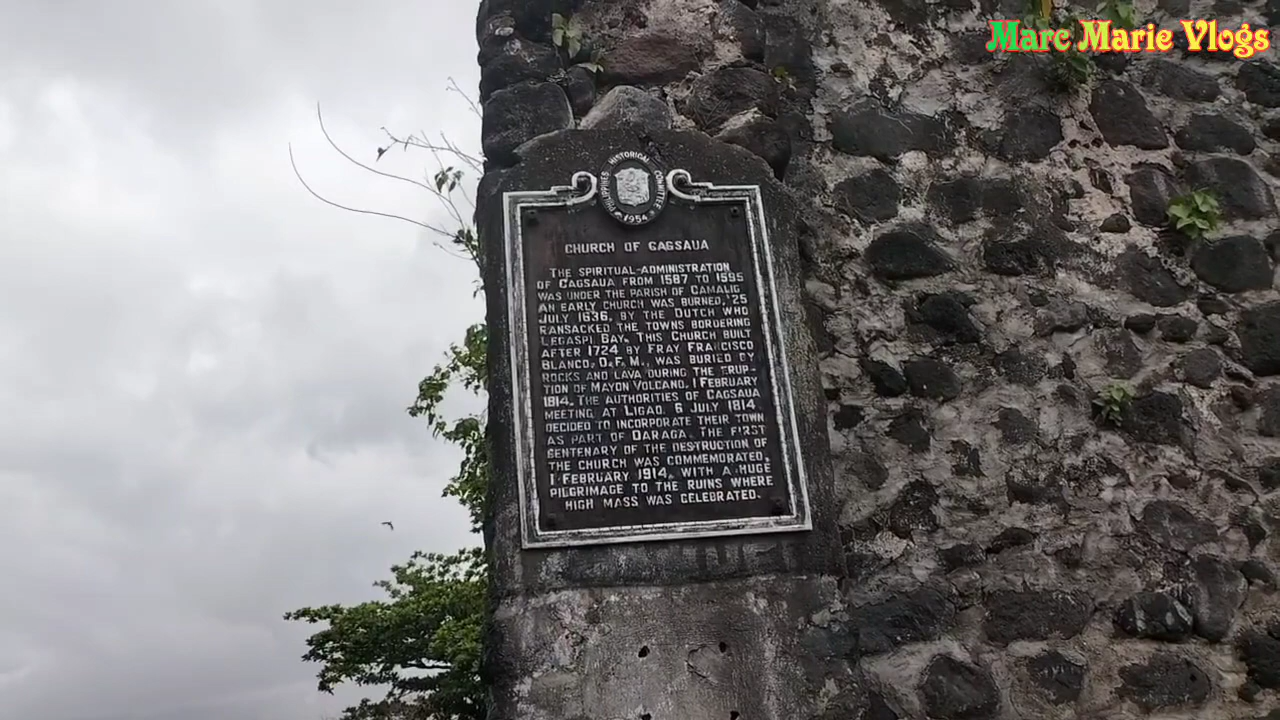 Marc Marie Vlogs
PHILIPPINES HISTORICAL COMMITTEE
1954
CHURCH OF CAGSAUA
THE SPIRITUAL-ADMINISTRATION
OF CAGSAUA FROM 1587 TO 1595
WAS UNDER THE PARISH OF CAMALIG
AN EARLY CHURCH WAS BURNED, 25
JULY 1636, BY THE DUTCH WHO
RANSACKED THE TOWNS BORDERING
LEGASPI BAY. THIS CHURCH BUILT
AFTER 1724 BY FRAY FRANCISCO
BLANCO, O.F.M., WAS BURIED BY
ROCKS AND LAVA DURING THE ERUP-
TION OF MAYON VOLCANO, 1 FEBRUARY
1814. THE AUTHORITIES OF CAGSAUA
MEETING AT LIGAO, 6 JULY 1814
DECIDED TO INCORPORATE THEIR TOWN
AS PART OF DARAGA. THE FIRST
CENTENARY OF THE DESTRUCTION OF
THE CHURCH WAS COMMEMORATED,
1 FEBRUARY 1914, WITH A HUGE
PILGRIMAGE TO THE RUINS WHERE
HIGH MASS WAS CELEBRATED.